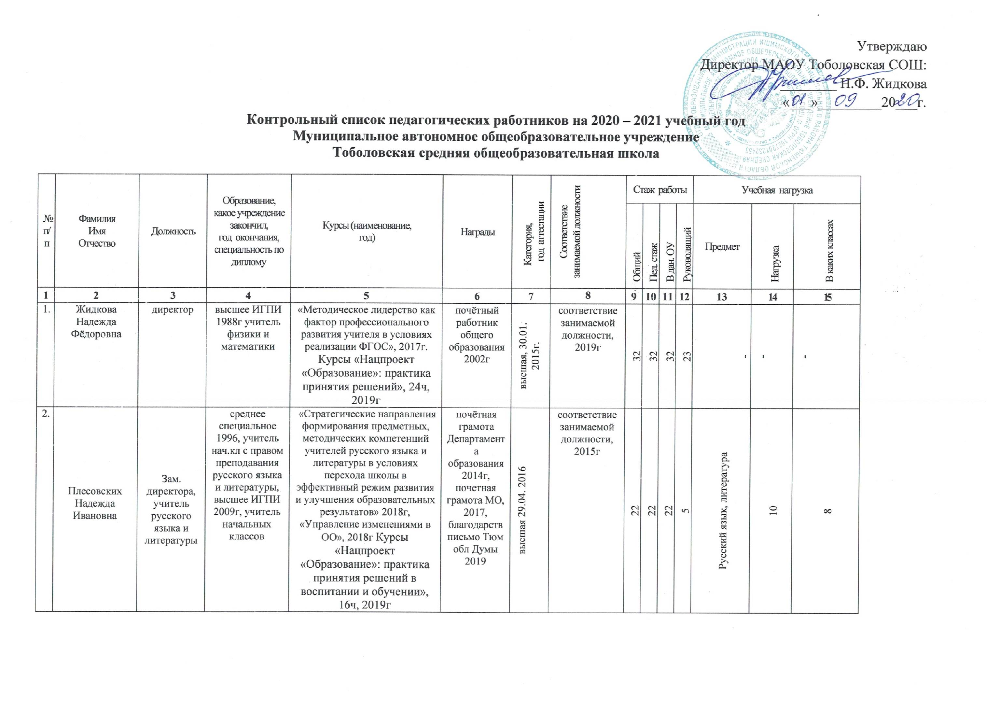 Утверждаю
Директор МАОУ Тоболовская СОШ:
Н.Ф. Жидкова
«01» 09 2020г.
Контрольный список педагогических работников на 2020 – 2021 учебный год
Муниципальное автономное общеобразовательное учреждение
Тоболовская средняя общеобразовательная школа
№
п/
п
Фамилия
Имя
Отчество
Должность
Образование,
какое учреждение
закончил,
год окончания,
специальность по
диплому
Курсы (наименование,
год)
Награды
Категория,
год аттестации
Соответствие
занимаемой должности
Стаж работы
Общий
Пед. стаж
В дан. ОУ
Руководящий
Учебная нагрузка
Предмет
Нагрузка
В каких классах
1 2 3 4 5 6 7 8 9 10 11 12 13 14 15
1.
Жидкова
Надежда
Фёдоровна
директор
высшее ИГПИ
1988г учитель
физики и
математики
«Методическое лидерство как
фактор профессионального
развития учителя в условиях
реализации ФГОС», 2017г.
Курсы «Нацпроект
«Образование»: практика
принятия решений», 24ч,
2019г
почётный
работник
общего
образования
2002г
высшая, 30.01.
2015г.
соответствие
занимаемой
должности,
2019г
32
32
32
23
-
-
-
2.
Плесовских
Надежда
Ивановна
Зам.
директора,
учитель
русского
языка и
литературы
среднее
специальное
1996, учитель
нач.кл с правом
преподавания
русского языка
и литературы,
высшее ИГПИ
2009г, учитель
начальных
классов
«Стратегические направления
формирования предметных,
методических компетенций
учителей русского языка и
литературы в условиях
перехода школы в
эффективный режим развития
и улучшения образовательных
результатов» 2018г,
«Управление изменениями в
ОО», 2018г Курсы
«Нацпроект
«Образование»: практика
принятия решений в
воспитании и обучении»,
16ч, 2019г
почётная
грамота
Департамент
а
образования
2014г,
почетная
грамота МО,
2017,
благодарств
письмо Тюм
обл Думы
2019
высшая 29.04. 2016
соответствие
занимаемой
должности,
2015г
22
22
22
5
Русский язык, литература
10
8